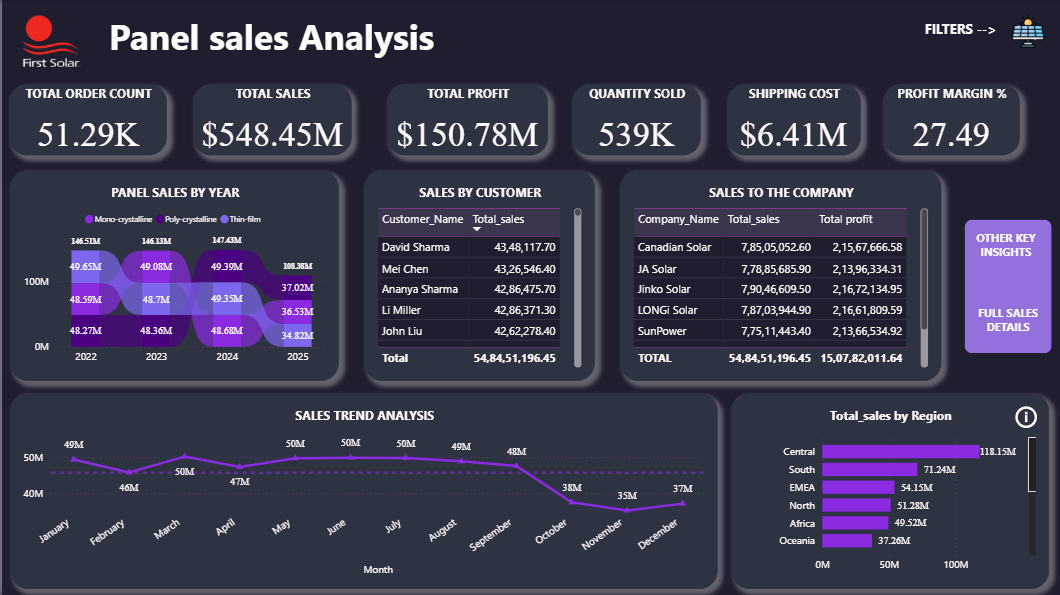 First Solar
Panel sales Analysis
FILTERS -->
TOTAL ORDER COUNT
51.29K
TOTAL SALES
$548.45M
TOTAL PROFIT
$150.78M
QUANTITY SOLD
539K
SHIPPING COST
$6.41M
PROFIT MARGIN %
27.49
PANEL SALES BY YEAR
Mono-crystalline Poly-crystalline Thin-film
146.51M 146.13M 147.43M 108.38M
49.65M 49.08M 49.39M 37.02M
100M
48.59M 48.7M 49.35M 36.53M
48.27M 48.36M 48.68M 34.82M
0M
2022 2023 2024 2025
SALES BY CUSTOMER
Customer_Name Total_sales
David Sharma 43,48,117.70
Mei Chen 43,26,546.40
Ananya Sharma 42,86,475.70
Li Miller 42,86,371.30
John Liu 42,62,278.40
Total 54,84,51,196.45
SALES TO THE COMPANY
Company_Name Total_sales Total profit
Canadian Solar 7,85,05,052.60 2,15,67,666.58
JA Solar 7,78,85,685.90 2,13,96,334.31
Jinko Solar 7,90,46,609.50 2,16,72,134.95
LONGi Solar 7,87,03,944.90 2,16,61,809.59
SunPower 7,75,11,443.40 2,13,66,534.92
TOTAL 54,84,51,196.45 15,07,82,011.64
OTHER KEY
INSIGHTS
FULL SALES
DETAILS
SALES TREND ANALYSIS
50M
40M
49M 46M 50M 47M 50M 50M 50M 49M 48M 38M 35M 37M
January February March April May June July August September October November December
Month
Total_sales by Region
i
Central 118.15M
South 71.24M
EMEA 54.15M
North 51.28M
Africa 49.52M
Oceania 37.26M
0M 50M 100M